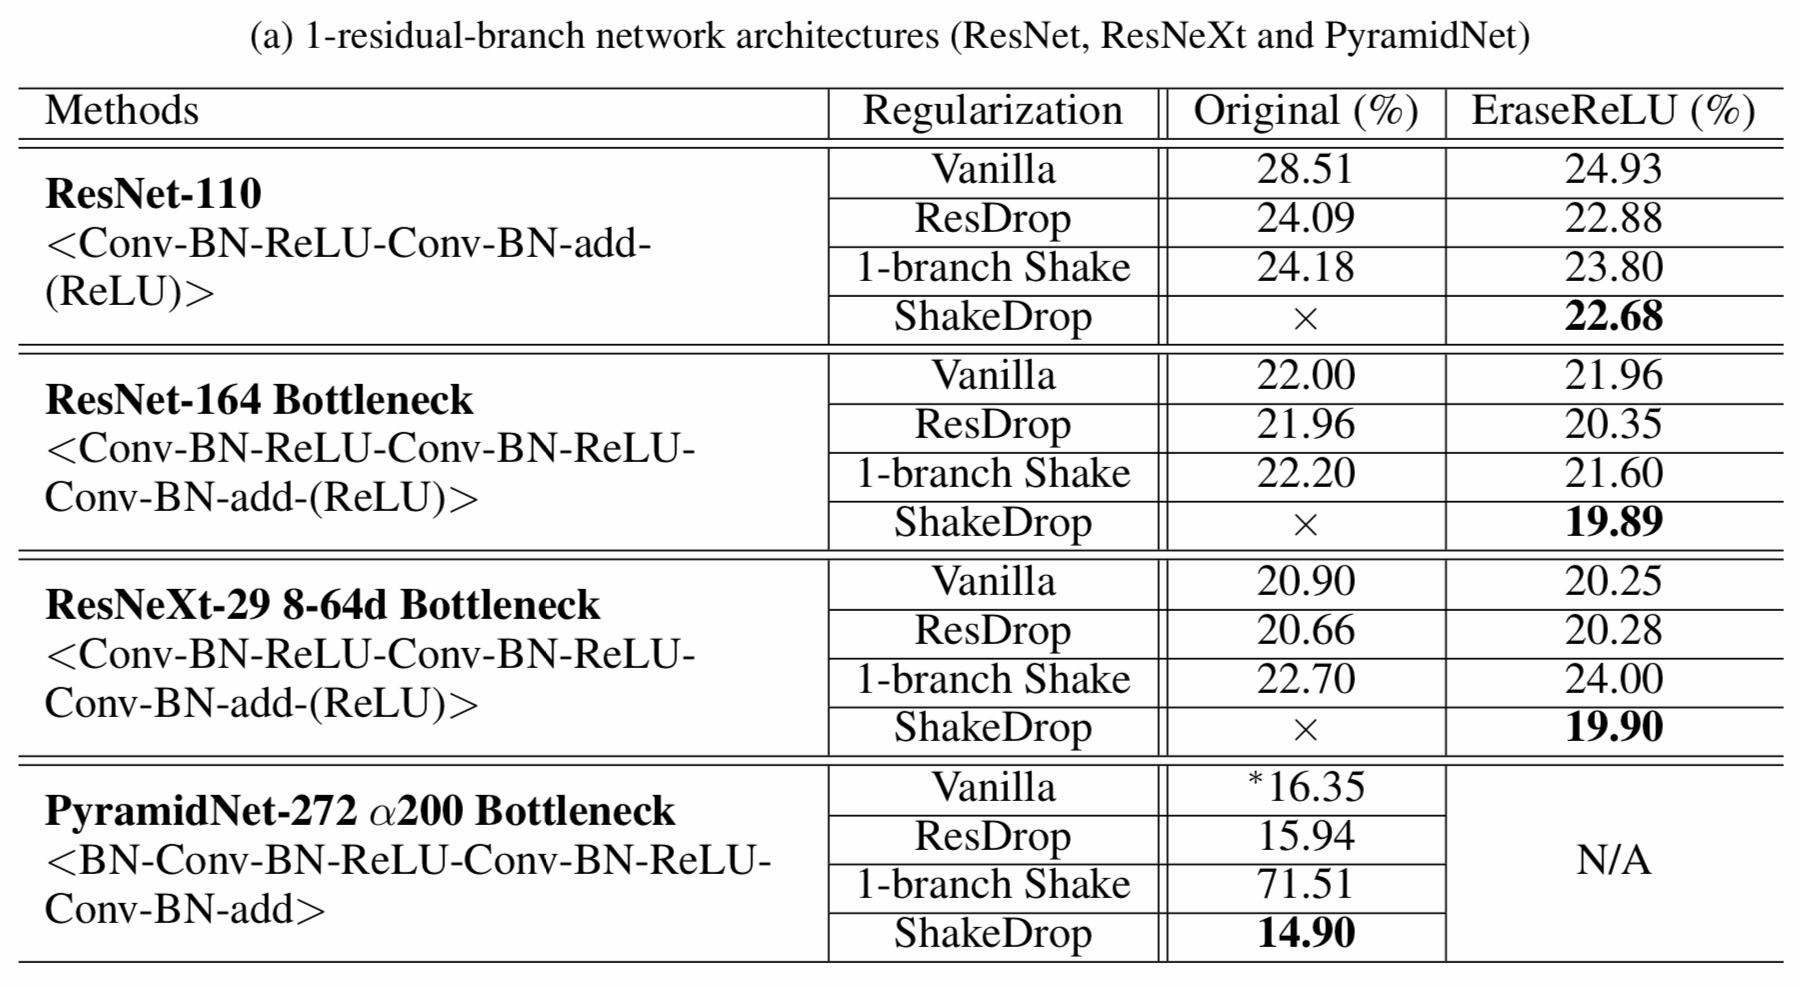 (a) 1-residual-branch network architectures (ResNet, ResNeXt and PyramidNet)
Methods Regularization Original (%) EraseReLU (%)
ResNet-110
<Conv-BN-ReLU-Conv-BN-add-
(ReLU)>
Vanilla 28.51 24.93
ResDrop 24.09 22.88
1-branch Shake 24.18 23.80
ShakeDrop × 22.68
ResNet-164 Bottleneck
<Conv-BN-ReLU-Conv-BN-ReLU-
Conv-BN-add-(ReLU)>
Vanilla 22.00 21.96
ResDrop 21.96 20.35
1-branch Shake 22.20 21.60
ShakeDrop × 19.89
ResNeXt-29 8-64d Bottleneck
<Conv-BN-ReLU-Conv-BN-ReLU-
Conv-BN-add-(ReLU)>
Vanilla 20.90 20.25
ResDrop 20.66 20.28
1-branch Shake 22.70 24.00
ShakeDrop × 19.90
PyramidNet-272 α200 Bottleneck
<BN-Conv-BN-ReLU-Conv-BN-ReLU-
Conv-BN-add>
Vanilla *16.35
ResDrop 15.94
1-branch Shake 71.51
ShakeDrop 14.90
N/A